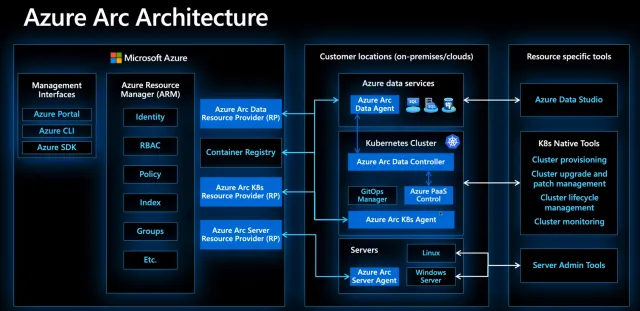 Azure Arc Architecture
Microsoft Azure
Management
Interfaces
Azure Portal
Azure CLI
Azure SDK
Azure Resource
Manager (ARM)
Identity
RBAC
Policy
Index
Groups
Etc.
Azure Arc Data
Resource Provider (RP)
Container Registry
Azure Arc K8s
Resource Provider (RP)
Azure Arc Server
Resource Provider (RP)
Customer locations (on-premises/clouds)
Azure data services
Azure Arc
Data Agent
Kubernetes Cluster
Azure Arc Data Controller
GitOps
Manager
Azure PaaS
Control
Azure Arc K8s Agent
Servers
Linux
Azure Arc
Server Agent
Windows
Server
Resource specific tools
Azure Data Studio
K8s Native Tools
Cluster provisioning
Cluster upgrade and
patch management
Cluster lifecycle
management
Cluster monitoring
Server Admin Tools